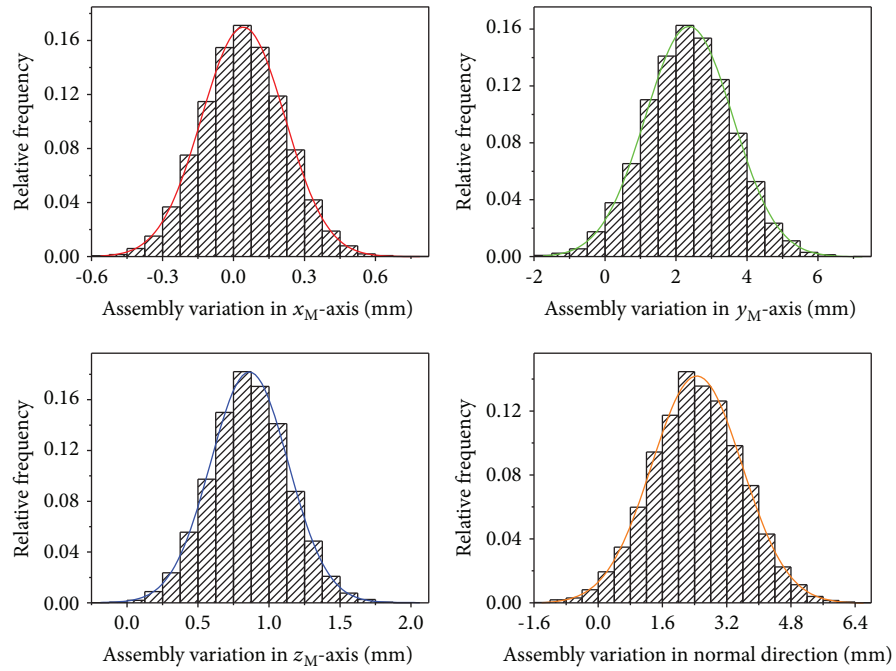 Relative frequency
0.16
0.12
0.08
0.04
0.00
-0.6 -0.3 0.0 0.3 0.6
Assembly variation in xM-axis (mm)
Relative frequency
0.16
0.12
0.08
0.04
0.00
-2 0 2 4 6
Assembly variation in yM-axis (mm)
Relative frequency
0.16
0.12
0.08
0.04
0.00
0.0 0.5 1.0 1.5 2.0
Assembly variation in zM-axis (mm)
Relative frequency
0.12
0.08
0.04
0.00
-1.6 0.0 1.6 3.2 4.8 6.4
Assembly variation in normal direction (mm)